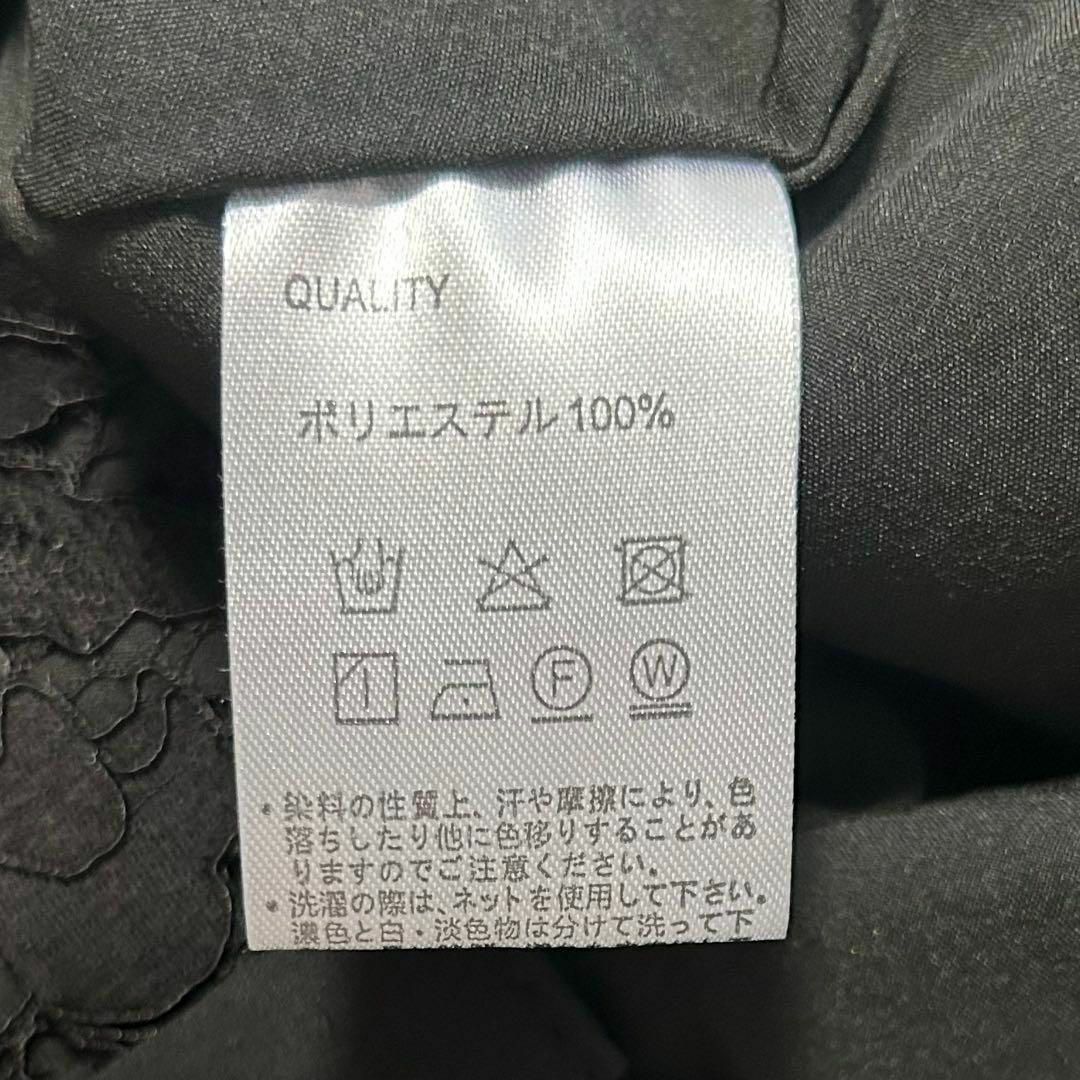 QUALITY
ポリエステル100%
F W
・染料の性質上、汗や摩擦により、色
落ちしたり他に色移りすることがあ
りますのでご注意ください。
・洗濯の際は、ネットを使用して下さい。
濃色と白・淡色物は分けて洗って下